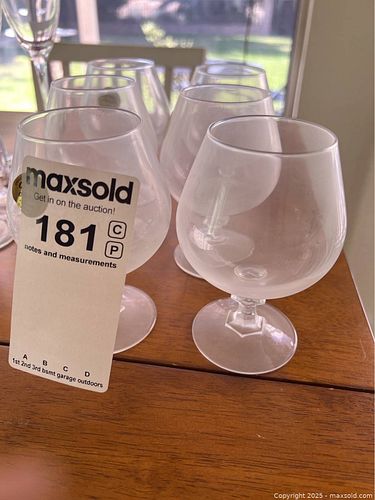 maxsold
Get in on the auction!
181 C
P
notes and measurements
A B C D
1st 2nd 3rd bsmt garage outdoors
Copyright 2025 - maxsold.com